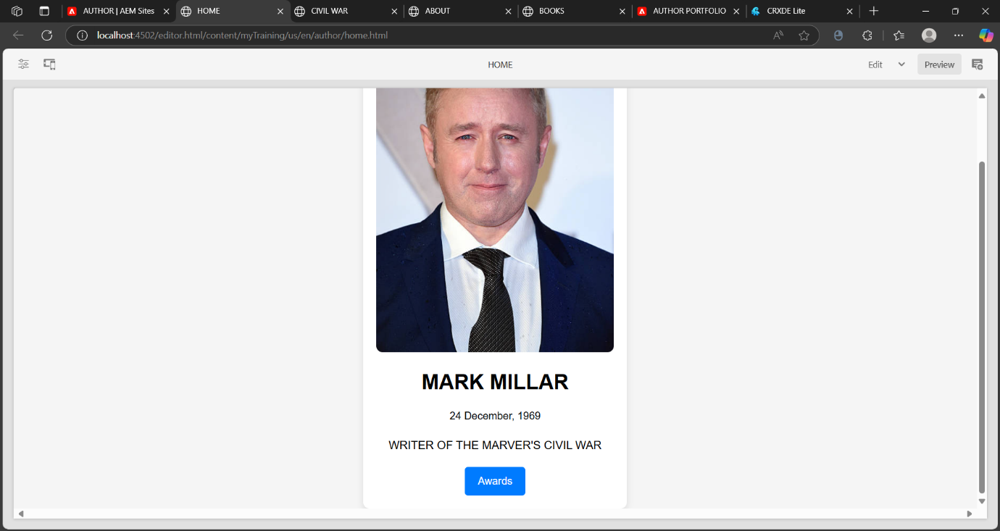 AUTHOR | AEM Sites
HOME
CIVIL WAR
ABOUT
BOOKS
AUTHOR PORTFOLIO
CRXDE Lite
localhost:4502/editor.html/content/myTraining/us/en/author/home.html
HOME
Edit
Preview
MARK MILLAR
24 December, 1969
WRITER OF THE MARVER'S CIVIL WAR
Awards